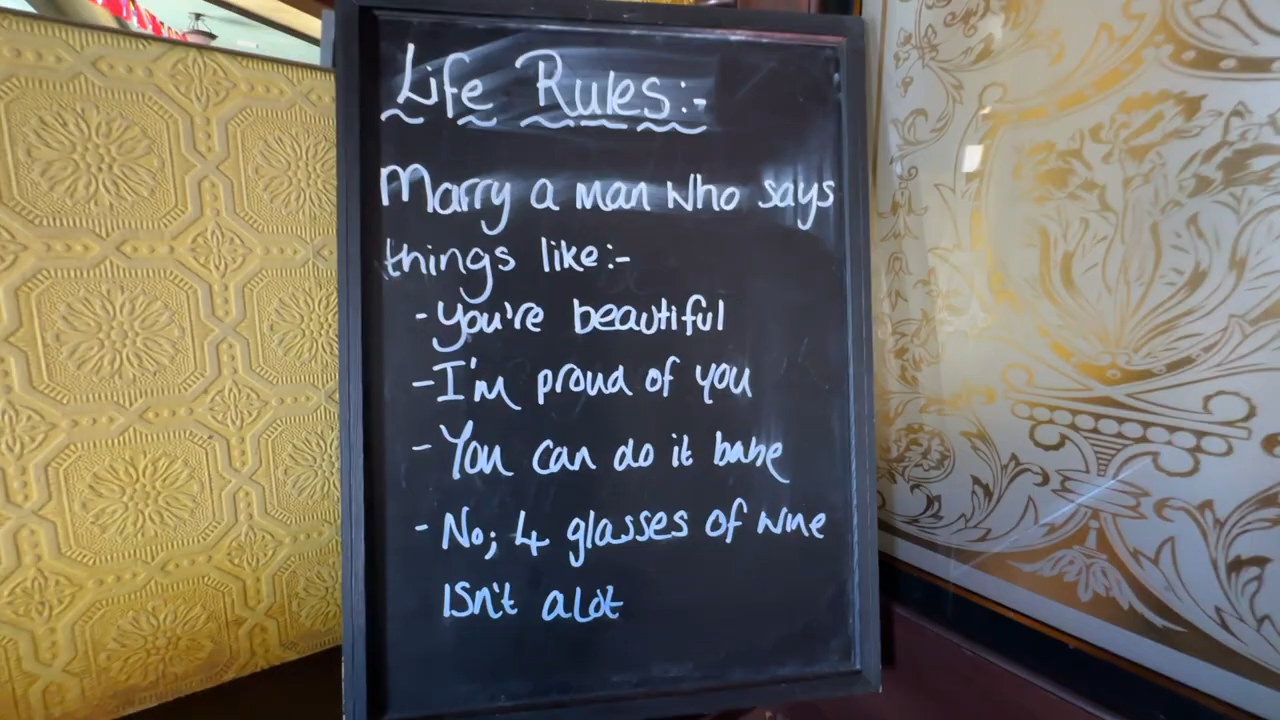 Life Rules:-
Marry a man who says
things like:-
- You're beautiful
- I'm proud of you
- You can do it babe
- No; 4 glasses of wine
isn't alot